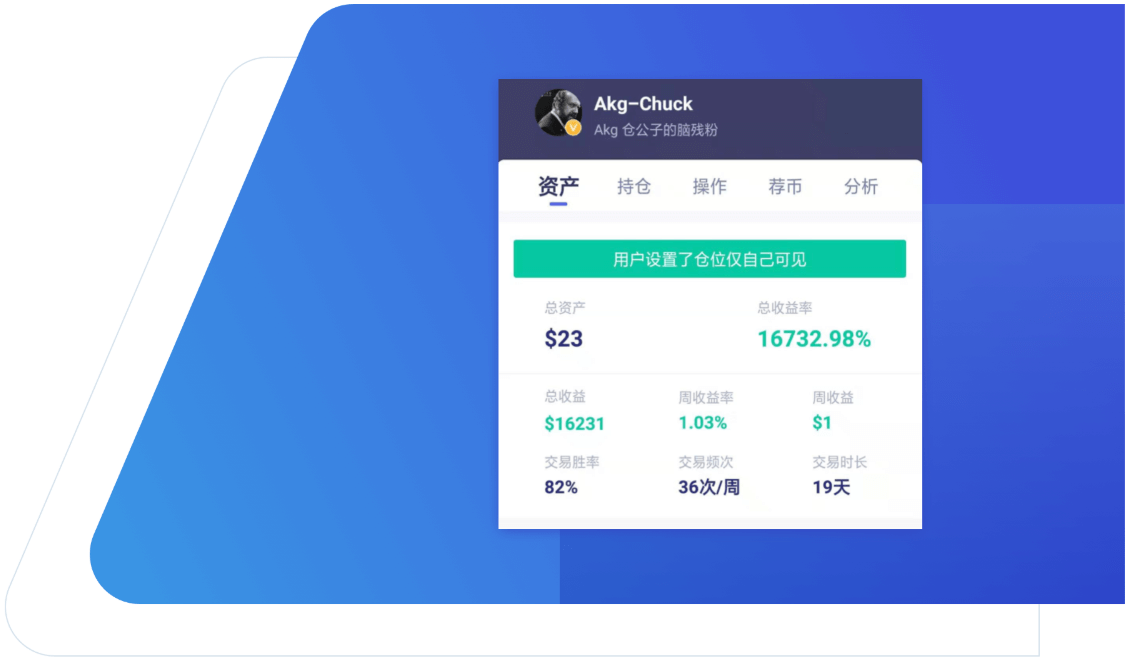 Akg-Chuck
Akg 仓公子的脑残粉
资产 持仓 操作 荐币 分析
用户设置了仓位仅自己可见
总资产 总收益率
$23 16732.98%
总收益 周收益率 周收益
$16231 1.03% $1
交易胜率 交易频次 交易时长
82% 36次/周 19天